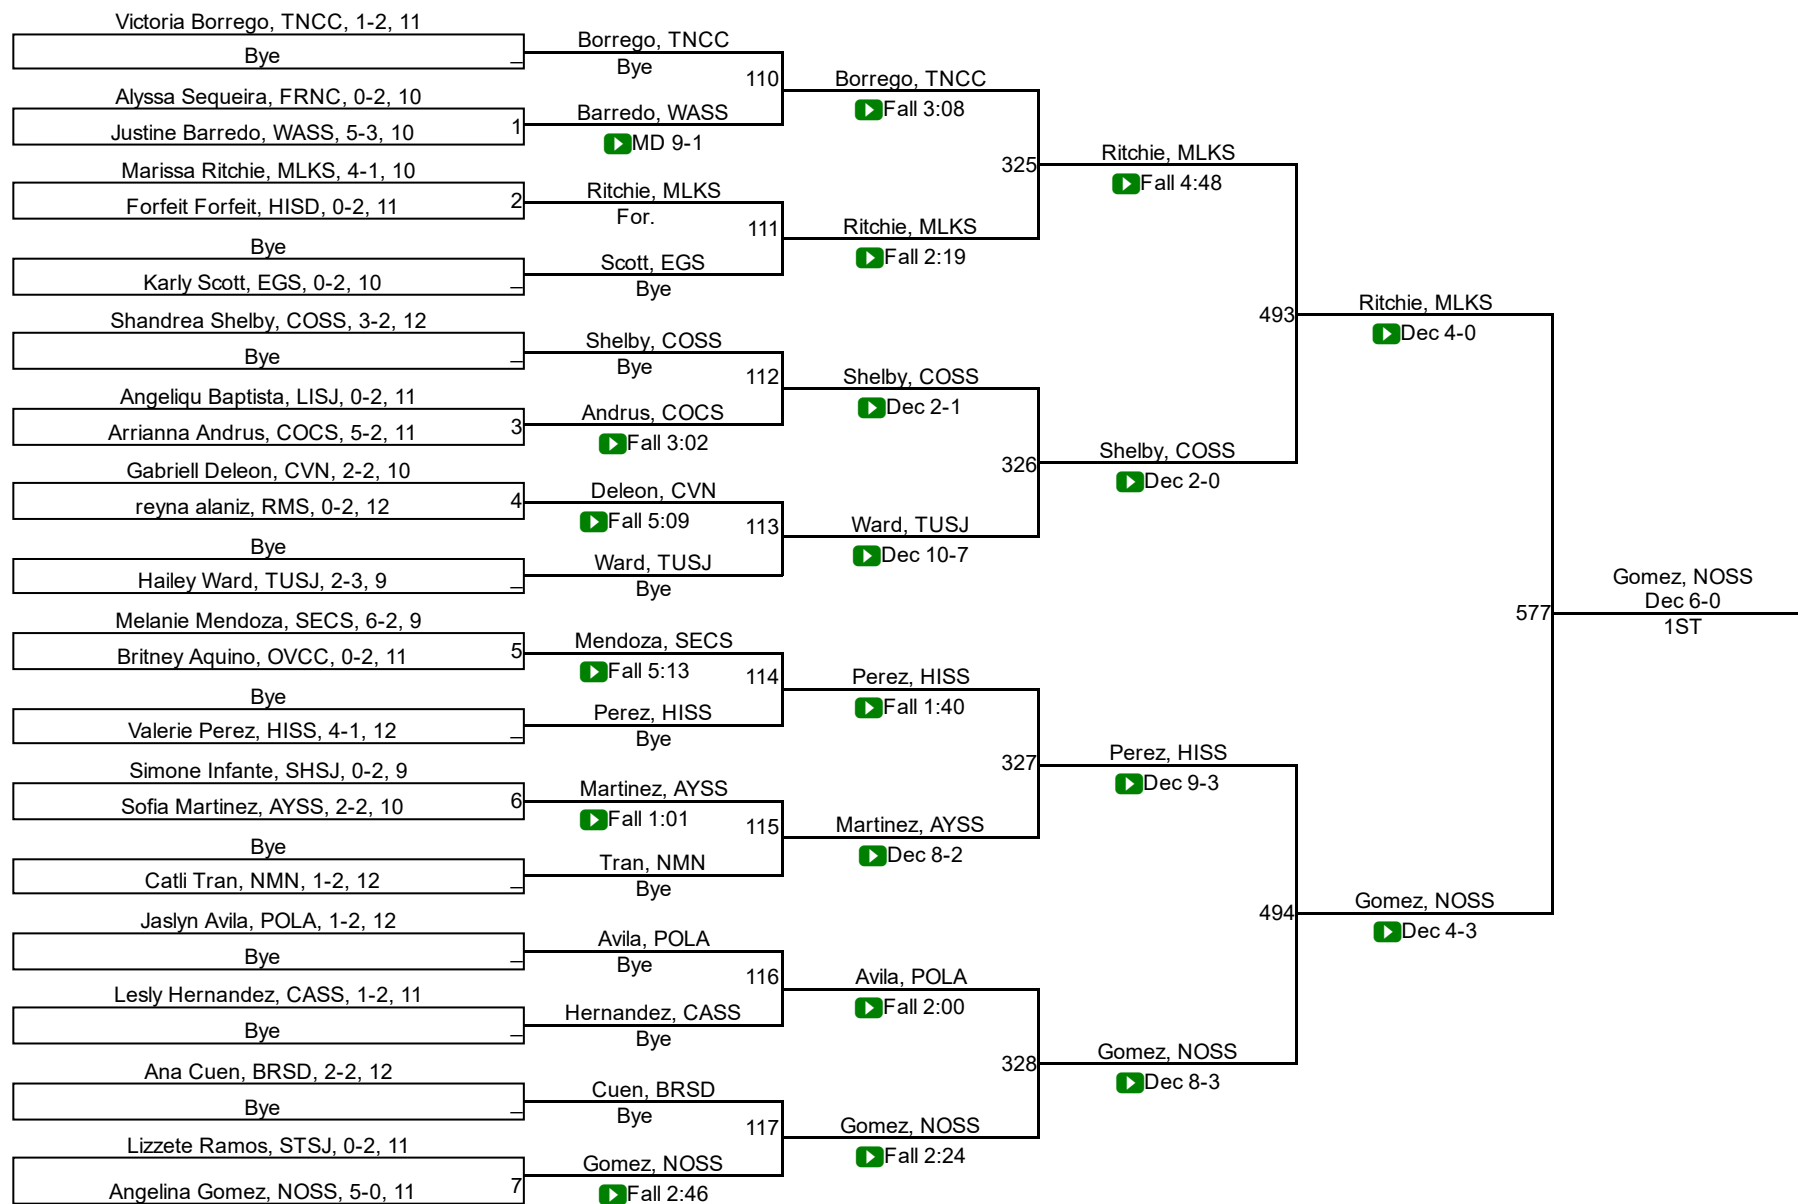 Victoria Borrego, TNCC, 1-2, 11
Bye
Alyssa Sequeira, FRNC, 0-2, 10
1
Justine Barredo, WASS, 5-3, 10
Marissa Ritchie, MLKS, 4-1, 10
2
Forfeit Forfeit, HISD, 0-2, 11
Bye
Karly Scott, EGS, 0-2, 10
Shandrea Shelby, COSS, 3-2, 12
Bye
Angeliqu Baptista, LISJ, 0-2, 11
3
Arrianna Andrus, COCS, 5-2, 11
Gabriell Deleon, CVN, 2-2, 10
4
reyna alaniz, RMS, 0-2, 12
Bye
Hailey Ward, TUSJ, 2-3, 9
Melanie Mendoza, SECS, 6-2, 9
5
Britney Aquino, OVCC, 0-2, 11
Bye
Valerie Perez, HISS, 4-1, 12
Simone Infante, SHSJ, 0-2, 9
6
Sofia Martinez, AYSS, 2-2, 10
Bye
Catli Tran, NMN, 1-2, 12
Jaslyn Avila, POLA, 1-2, 12
Bye
Lesly Hernandez, CASS, 1-2, 11
Bye
Ana Cuen, BRSD, 2-2, 12
Bye
Lizzete Ramos, STSJ, 0-2, 11
7
Angelina Gomez, NOSS, 5-0, 11
Borrego, TNCC
Bye
110
Barredo, WASS
MD 9-1
Ritchie, MLKS
For.
111
Scott, EGS
Bye
Shelby, COSS
Bye
112
Andrus, COCS
Fall 3:02
Deleon, CVN
Fall 5:09
113
Ward, TUSJ
Bye
Mendoza, SECS
Fall 5:13
114
Perez, HISS
Bye
Martinez, AYSS
Fall 1:01
115
Tran, NMN
Bye
Avila, POLA
Bye
116
Hernandez, CASS
Bye
Cuen, BRSD
Bye
117
Gomez, NOSS
Fall 2:46
Borrego, TNCC
Fall 3:08
325
Ritchie, MLKS
Fall 2:19
Shelby, COSS
Dec 2-1
326
Ward, TUSJ
Dec 10-7
Perez, HISS
Fall 1:40
327
Martinez, AYSS
Dec 8-2
Avila, POLA
Fall 2:00
328
Gomez, NOSS
Fall 2:24
Ritchie, MLKS
Fall 4:48
493
Shelby, COSS
Dec 2-0
Perez, HISS
Dec 9-3
494
Gomez, NOSS
Dec 8-3
Ritchie, MLKS
Dec 4-0
577
Gomez, NOSS
Dec 4-3
Gomez, NOSS
Dec 6-0
1ST